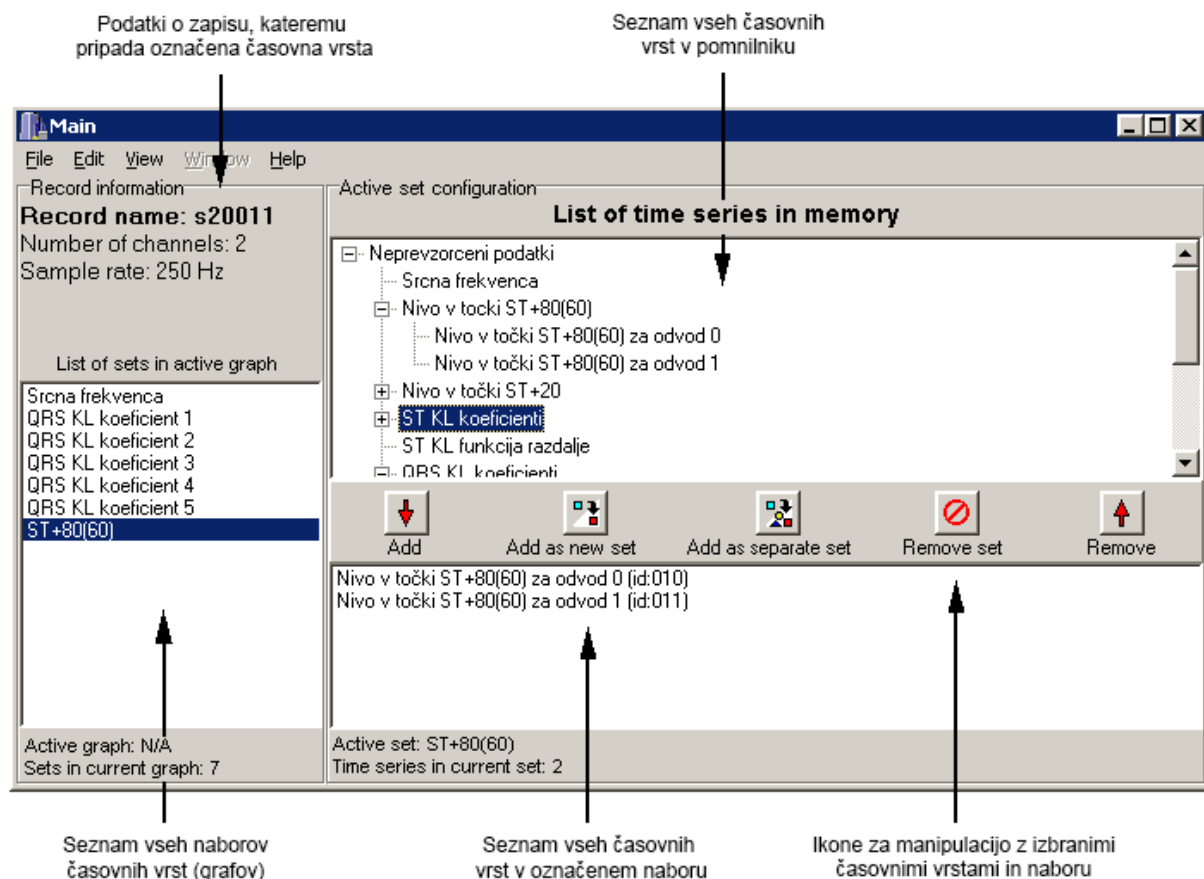 Podatki o zapisu, kateremu
pripada označena časovna vrsta
Seznam vseh časovnih
vrst v pomnilniku
Main
File Edit View Window Help
Record information
Record name: s20011
Number of channels: 2
Sample rate: 250 Hz
List of sets in active graph
Srcna frekvenca
QRS KL koeficient 1
QRS KL koeficient 2
QRS KL koeficient 3
QRS KL koeficient 4
QRS KL koeficient 5
ST+80(60)
Active graph: N/A
Sets in current graph: 7
Active set configuration
List of time series in memory
Neprevzorceni podatki
Srcna frekvenca
Nivo v tocki ST+80(60)
Nivo v točki ST+80(60) za odvod 0
Nivo v točki ST+80(60) za odvod 1
Nivo v točki ST+20
ST KL koeficienti
ST KL funkcija razdalje
QRS KL koeficienti
Add Add as new set Add as separate set Remove set Remove
Nivo v točki ST+80(60) za odvod 0 (id:010)
Nivo v točki ST+80(60) za odvod 1 (id:011)
Active set: ST+80(60)
Time series in current set: 2
Seznam vseh naborov
časovnih vrst (grafov)
Seznam vseh časovnih
vrst v označenem naboru
Ikone za manipulacijo z izbranimi
časovnimi vrstami in naboru